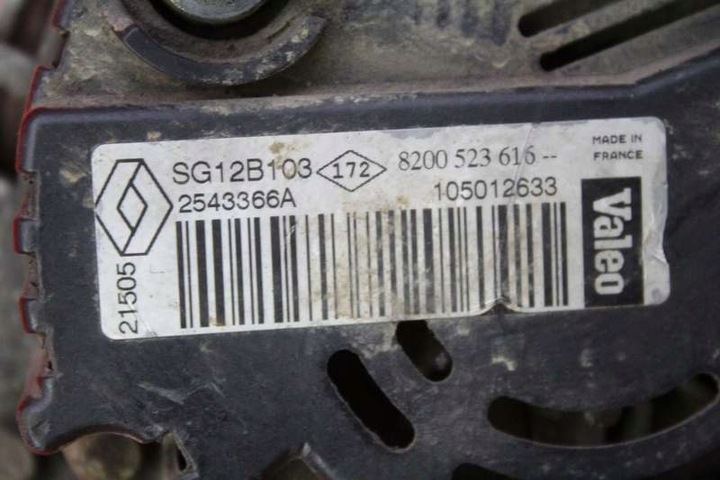 SG12B103 172 8200 523 616 --
MADE IN
FRANCE
2543366A 105012633
21505
Valeo